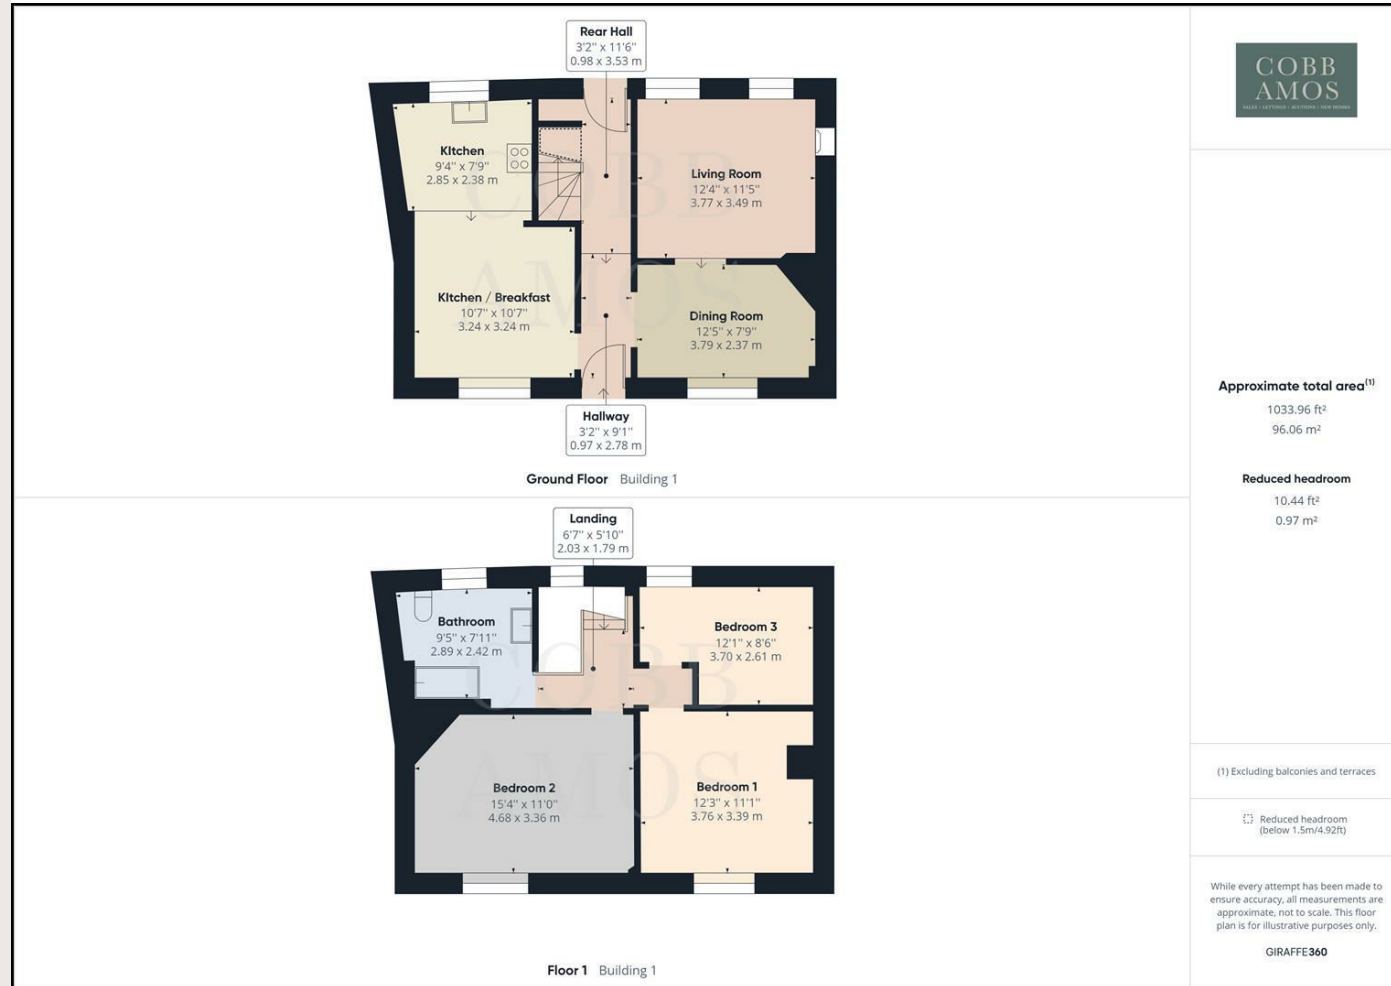 Rear Hall
3'2" x 11'6"
0.98 x 3.53 m
KItchen
9'4" x 7'9"
2.85 x 2.38 m
Living Room
12'4" x 11'5"
3.77 x 3.49 m
KItchen / Breakfast
10'7" x 10'7"
3.24 x 3.24 m
Dining Room
12'5" x 7'9"
3.79 x 2.37 m
Hallway
3'2" x 9'1"
0.97 x 2.78 m
COBB
AMOS
Ground Floor Building 1
Landing
6'7" x 5'10"
2.03 x 1.79 m
Bathroom
9'5" x 7'11"
2.89 x 2.42 m
Bedroom 3
12'1" x 8'6"
3.70 x 2.61 m
Bedroom 2
15'4" x 11'0"
4.68 x 3.36 m
Bedroom 1
12'3" x 11'1"
3.76 x 3.39 m
COBB
AMOS
Floor 1 Building 1
COBB
AMOS
SALES | LETTINGS | AUCTIONS | NEW HOMES
Approximate total area(1)
1033.96 ft²
96.06 m²
Reduced headroom
10.44 ft²
0.97 m²
(1) Excluding balconies and terraces
Reduced headroom
(below 1.5m/4.92ft)
While every attempt has been made to
ensure accuracy, all measurements are
approximate, not to scale. This floor
plan is for illustrative purposes only.
GIRAFFE360